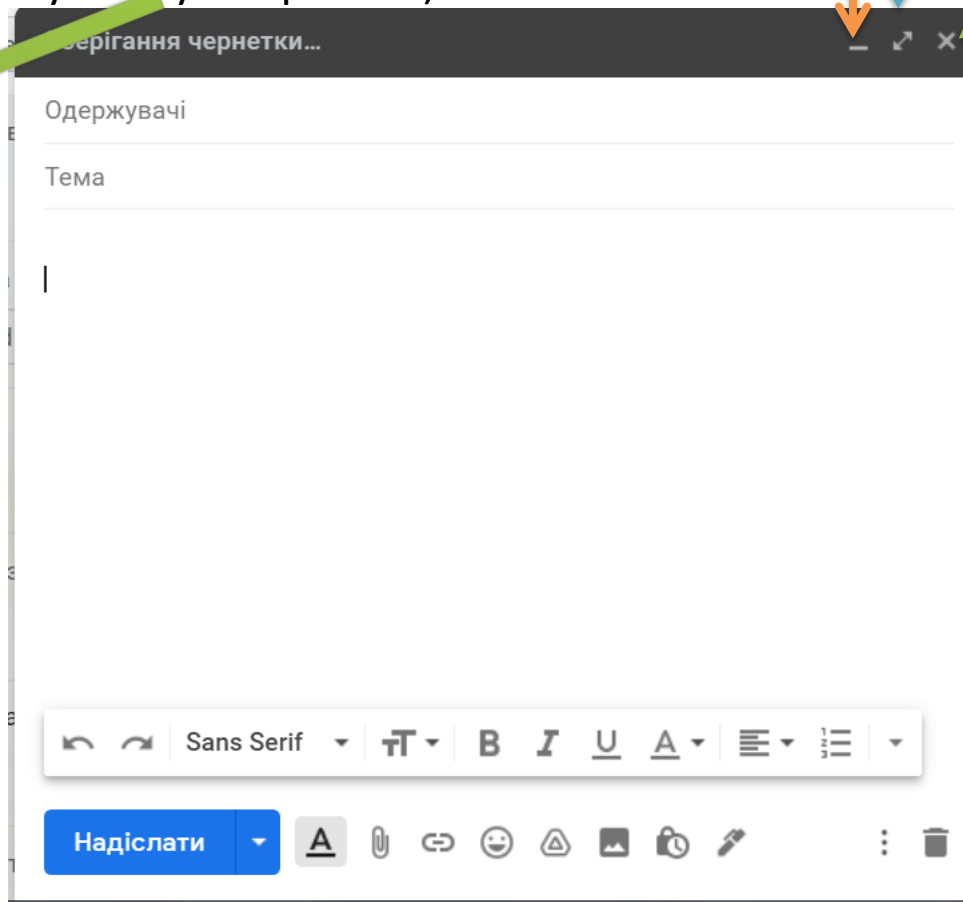 берігання чернетки...
Одержувачі
Тема
Sans Serif
Надіслати